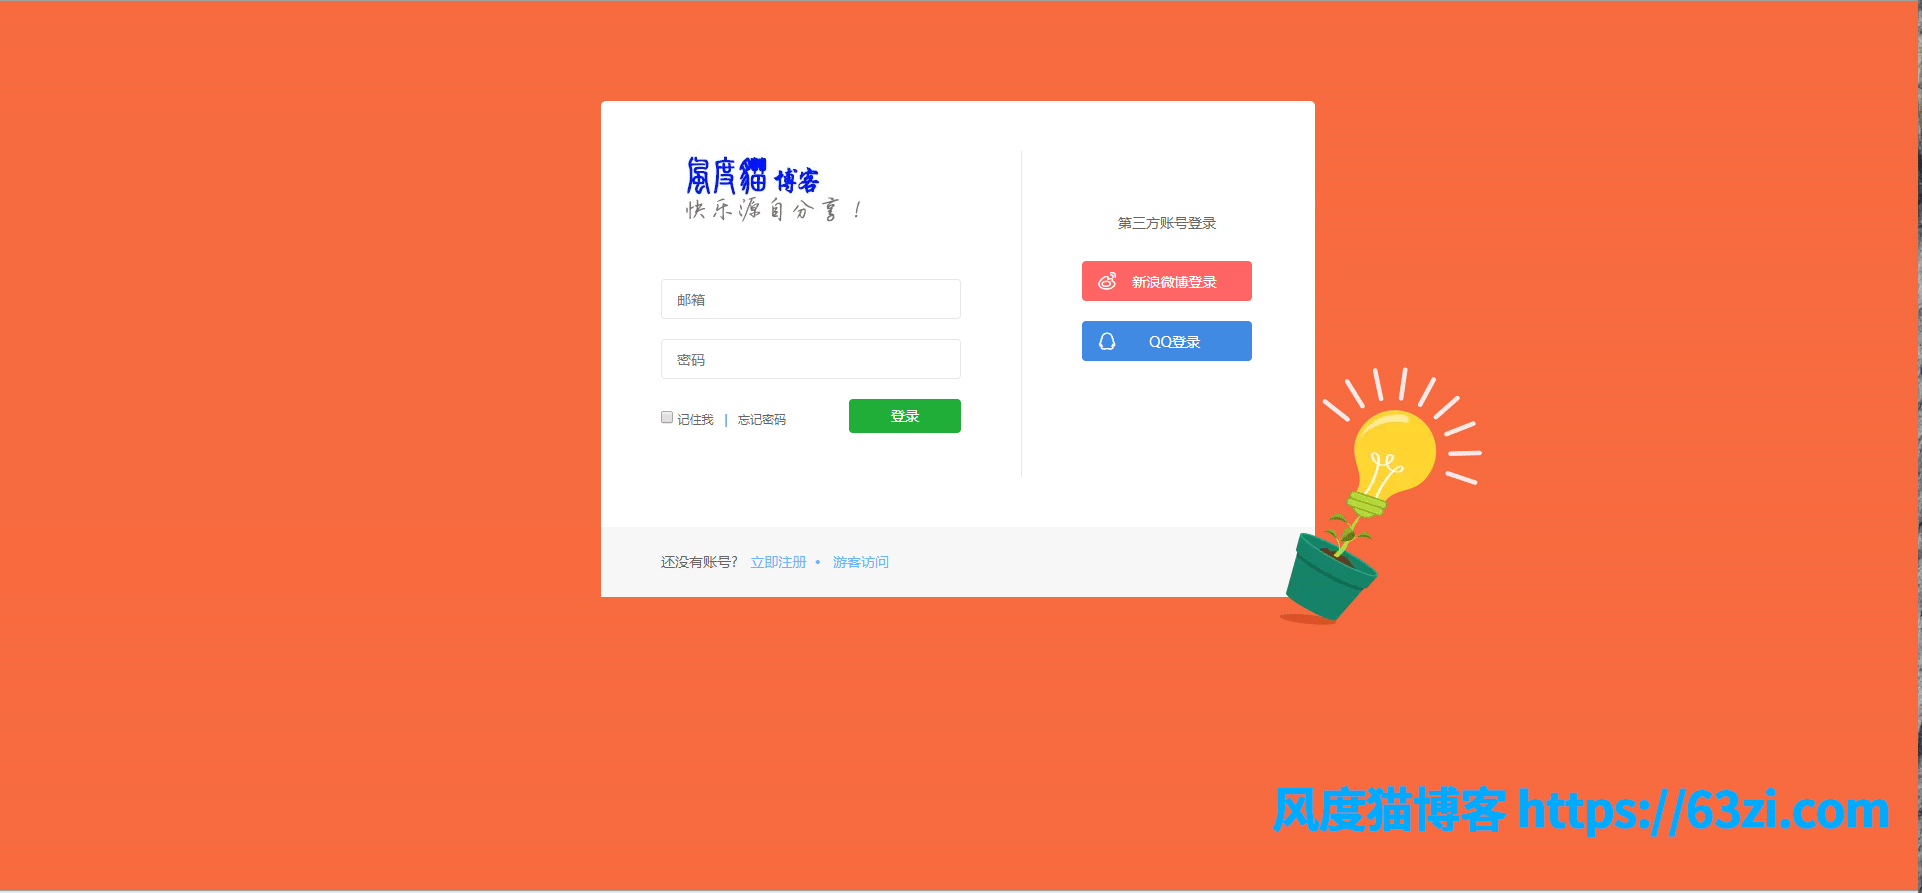 風度貓 博客
快乐源自分享！
邮箱
密码
记住我 | 忘记密码
登录
第三方账号登录
新浪微博登录
QQ登录
还没有账号? 立即注册 • 游客访问
风度猫博客 https://63zi.com